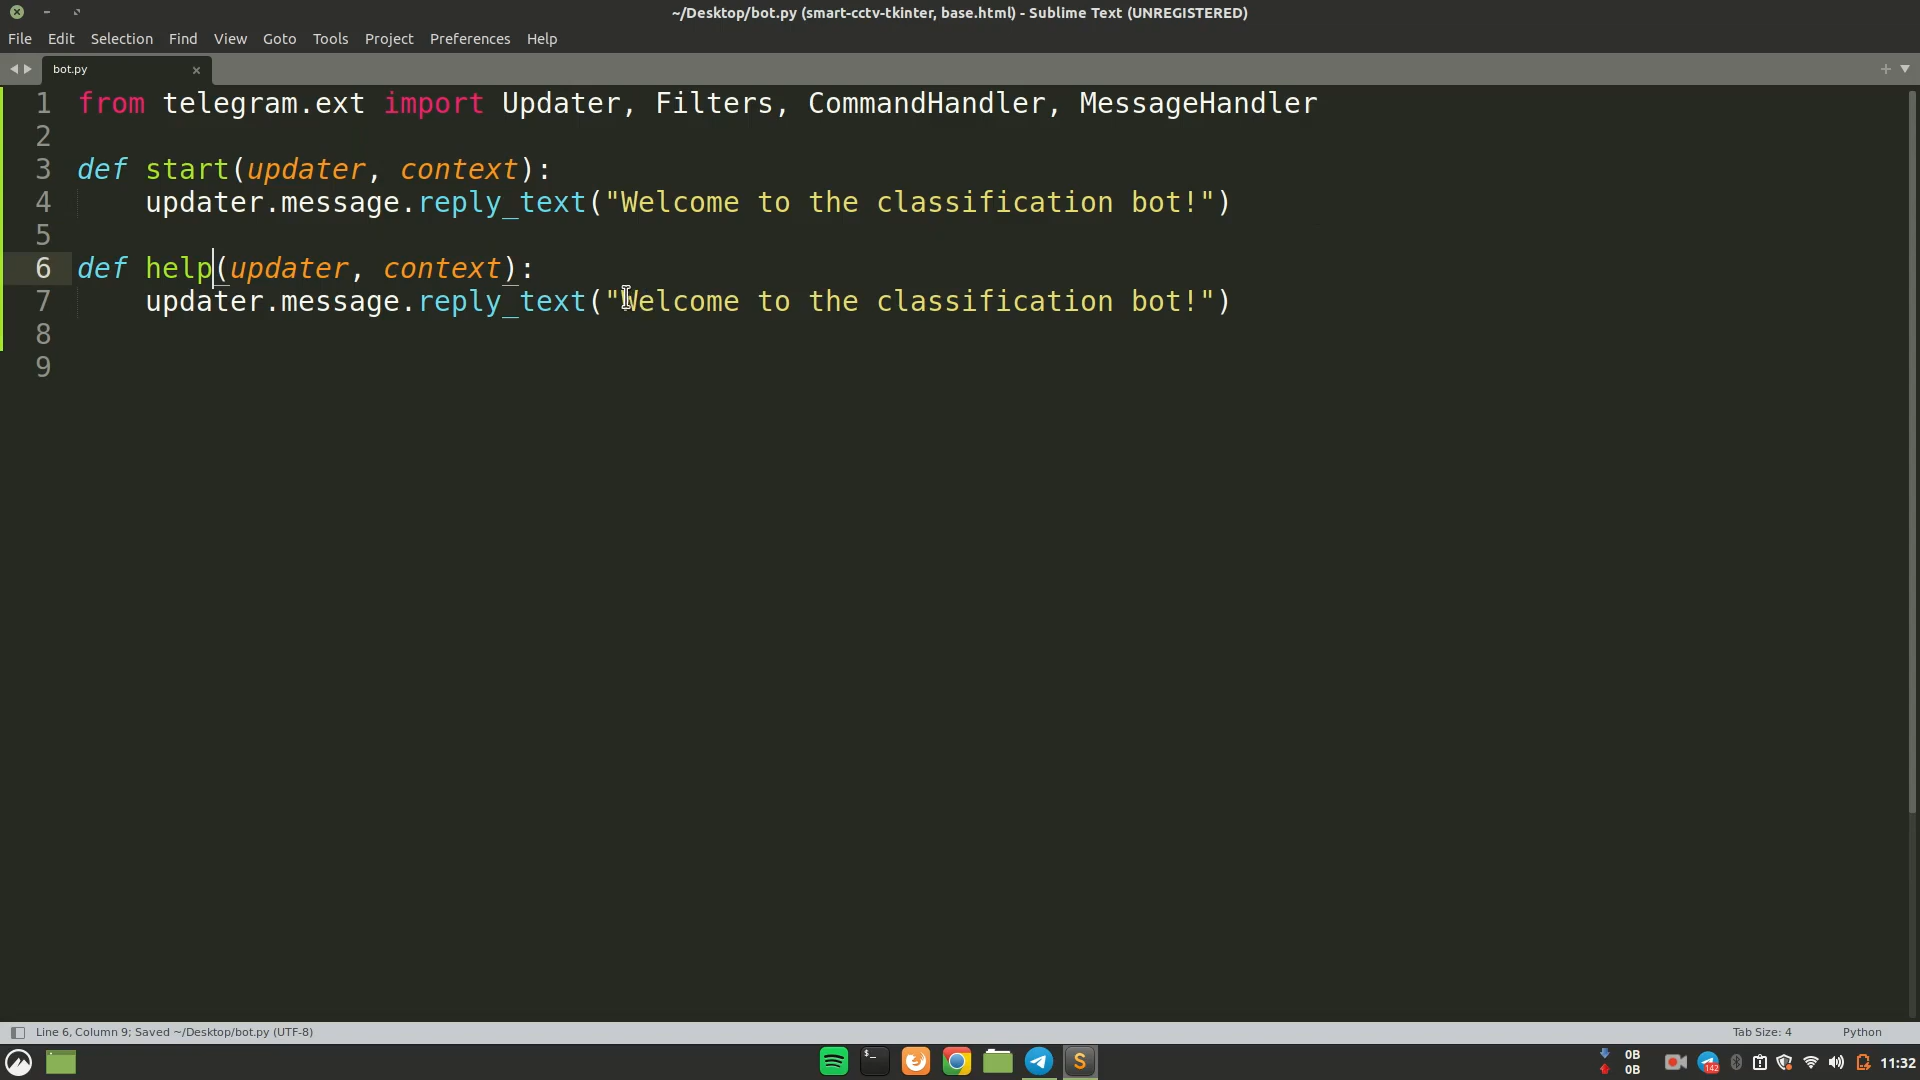 ~/Desktop/bot.py (smart-cctv-tkinter, base.html) - Sublime Text (UNREGISTERED)
File Edit Selection Find View Goto Tools Project Preferences Help
bot.py
1 from telegram.ext import Updater, Filters, CommandHandler, MessageHandler
2
3 def start(updater, context):
4     updater.message.reply_text("Welcome to the classification bot!")
5
6 def help(updater, context):
7     updater.message.reply_text("Welcome to the classification bot!")
8
9
Line 6, Column 9; Saved ~/Desktop/bot.py (UTF-8) Tab Size: 4 Python
$_ S 0B 142 11:32
0B